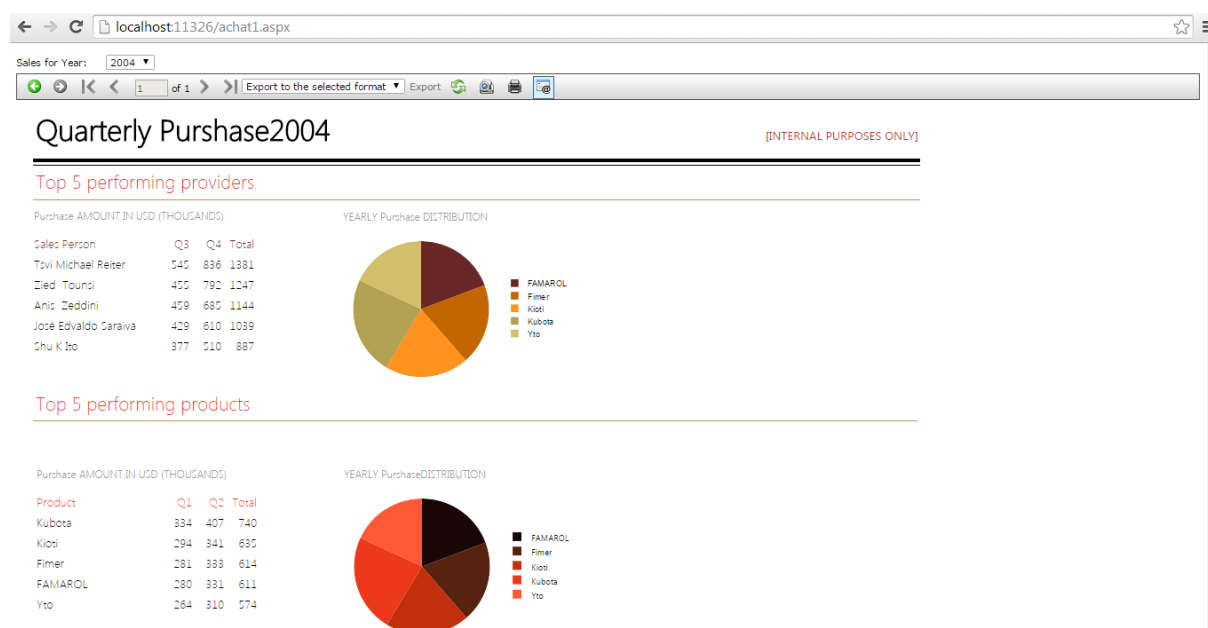 localhost:11326/achat1.aspx
Sales for Year: 2004
1 of 1 Export to the selected format Export
Quarterly Purshase2004
[INTERNAL PURPOSES ONLY]
Top 5 performing providers
Purshase AMOUNT IN USD (THOUSANDS)
YEARLY Purshase DISTRIBUTION
Sales Person Q3 Q4 Total
Tsvi Michael Reiter 545 836 1381
Zied Tounsi 455 792 1247
Anis Zeddini 459 685 1144
José Edvaldo Saraiva 429 610 1039
Shu K Ito 377 510 887
FAMAROL
Fimer
Kioti
Kubota
Yto
Top 5 performing products
Purshase AMOUNT IN USD (THOUSANDS)
YEARLY PurshaseDISTRIBUTION
Product Q1 Q2 Total
Kubota 334 407 740
Kioti 294 341 635
Fimer 281 333 614
FAMAROL 280 331 611
Yto 264 310 574
FAMAROL
Fimer
Kioti
Kubota
Yto